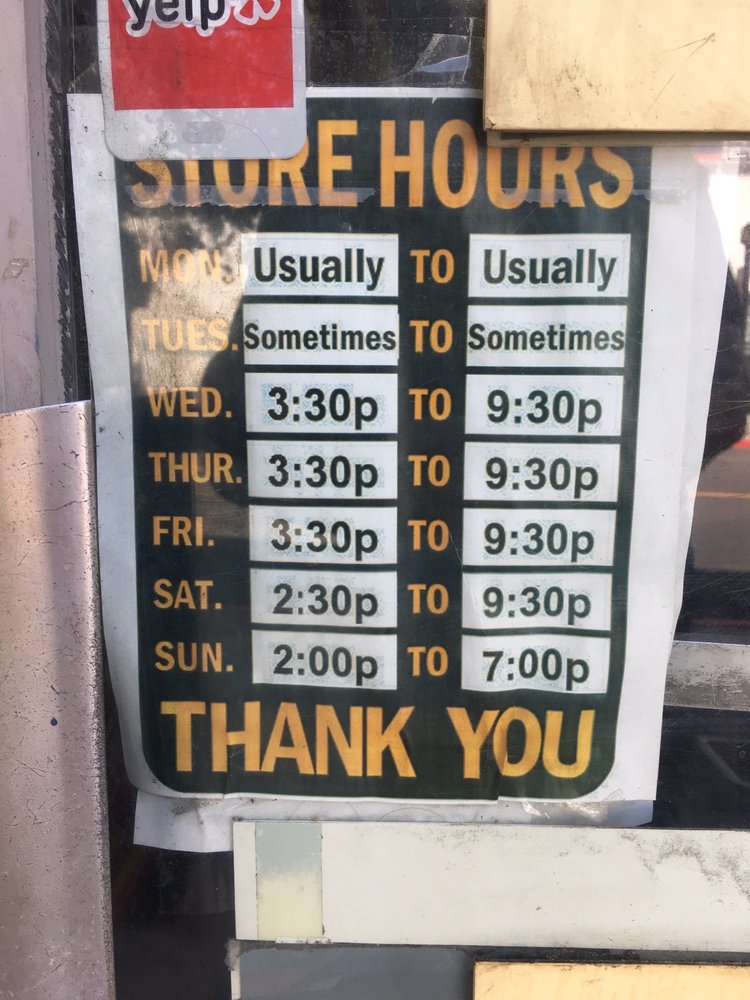 yelp
STORE HOURS
MON. Usually TO Usually
TUES. Sometimes TO Sometimes
WED. 3:30p TO 9:30p
THUR. 3:30p TO 9:30p
FRI. 3:30p TO 9:30p
SAT. 2:30p TO 9:30p
SUN. 2:00p TO 7:00p
THANK YOU